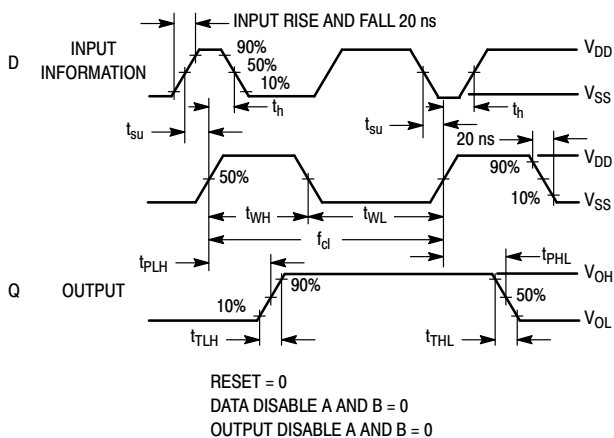 INPUT RISE AND FALL 20 ns
D INPUT INFORMATION
90%
50%
10%
V_DD
V_SS
t_h
t_h
t_su
t_su
20 ns
V_DD
90%
50%
10%
V_SS
t_WH
t_WL
f_cl
t_PLH
t_PHL
Q OUTPUT
90%
V_OH
10%
50%
V_OL
t_TLH
t_THL
RESET = 0
DATA DISABLE A AND B = 0
OUTPUT DISABLE A AND B = 0